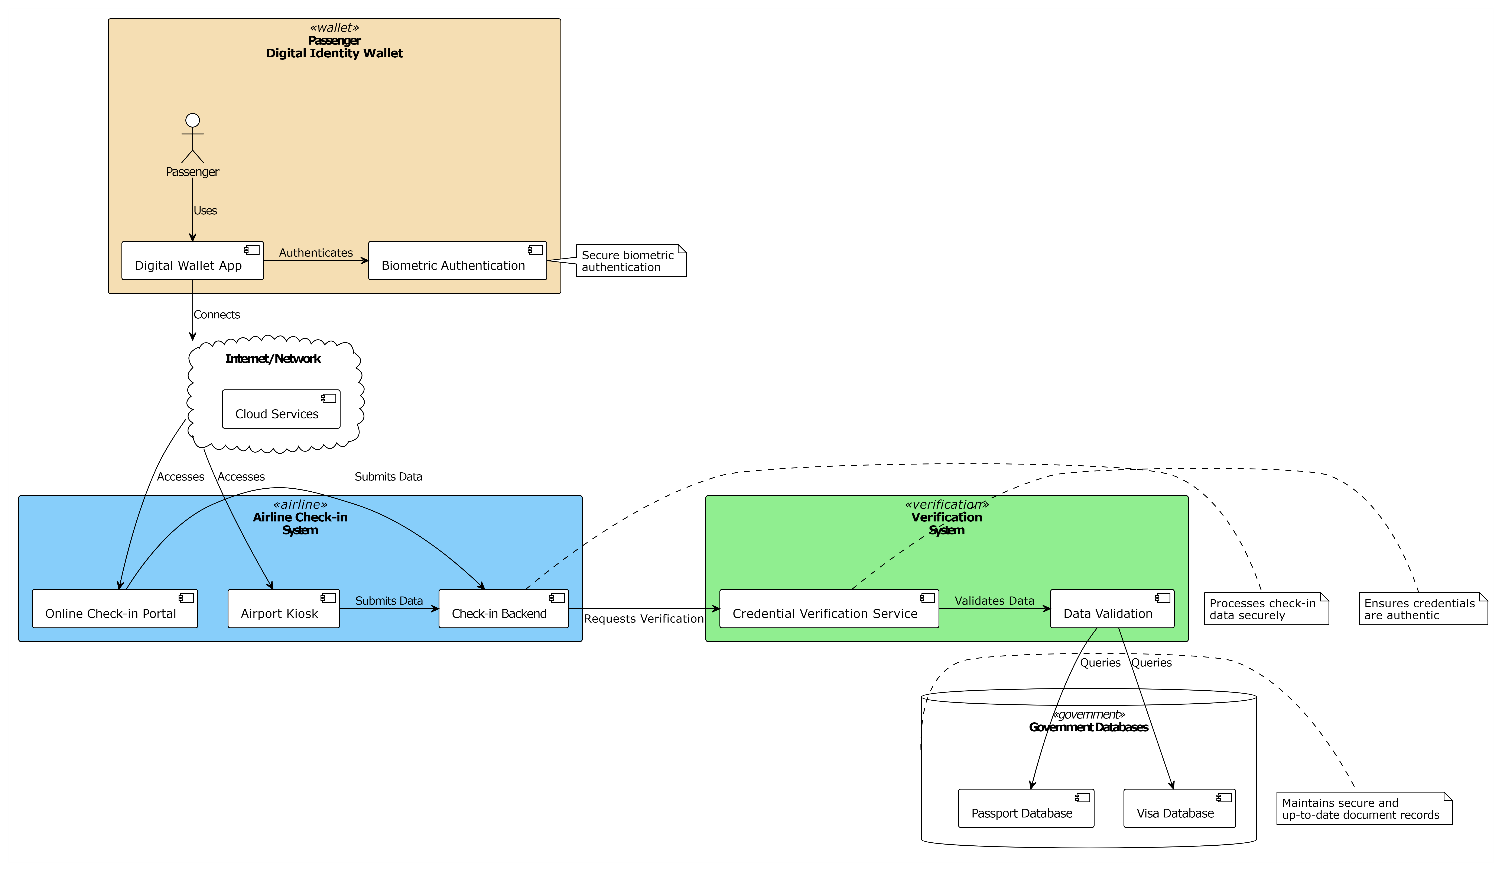 «wallet»
Passenger
Digital Identity Wallet
Passenger
Uses
Digital Wallet App
Authenticates
Biometric Authentication
Secure biometric
authentication
Connects
Internet/Network
Cloud Services
Accesses
Accesses
Submits Data
«airline»
Airline Check-in
System
Online Check-in Portal
Airport Kiosk
Submits Data
Check-in Backend
Requests Verification
«verification»
Verification
System
Credential Verification Service
Validates Data
Data Validation
Processes check-in
data securely
Ensures credentials
are authentic
Queries
Queries
«government»
Government Databases
Passport Database
Visa Database
Maintains secure and
up-to-date document records